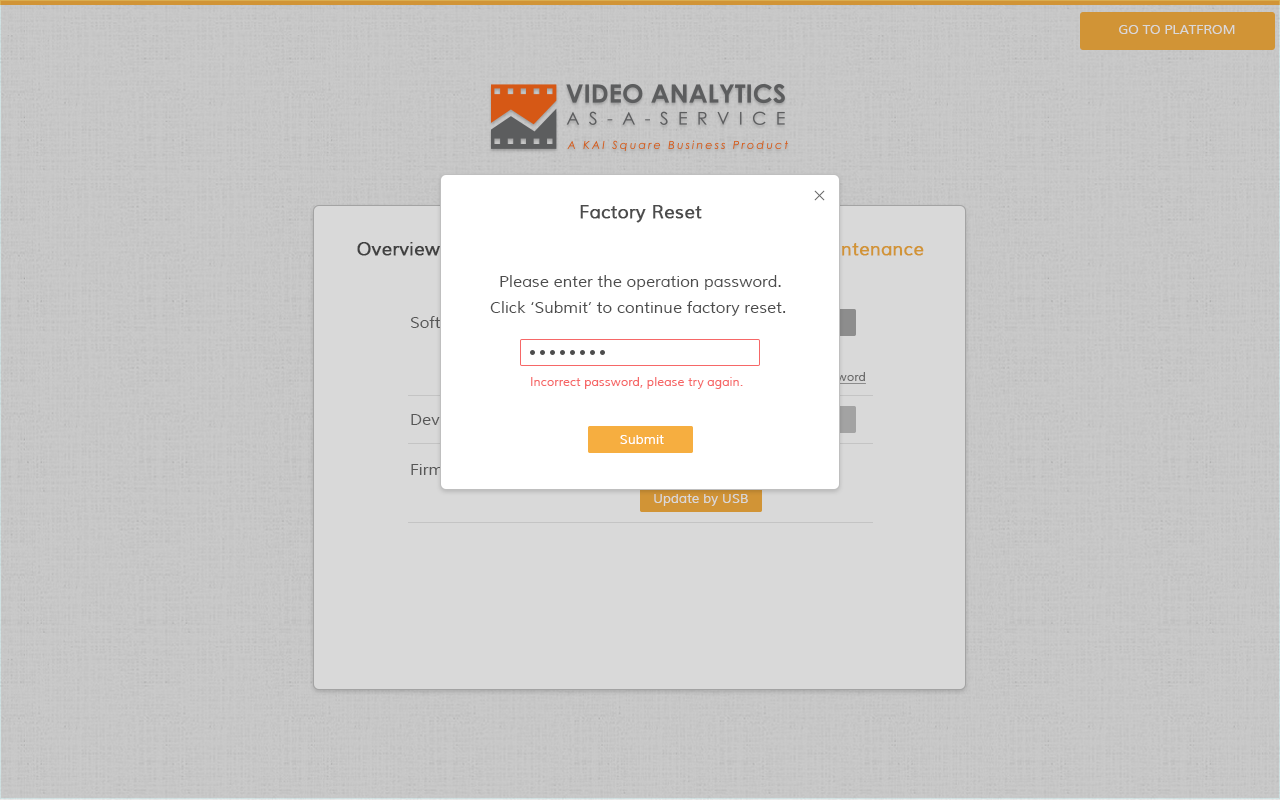 GO TO PLATFROM
VIDEO ANALYTICS
AS-A-SERVICE
A KAI Square Business Product
Factory Reset
Overview
ntenance
Please enter the operation password.
Click ‘Submit’ to continue factory reset.
Soft
Incorrect password, please try again.
word
Dev
Submit
Firm
Update by USB